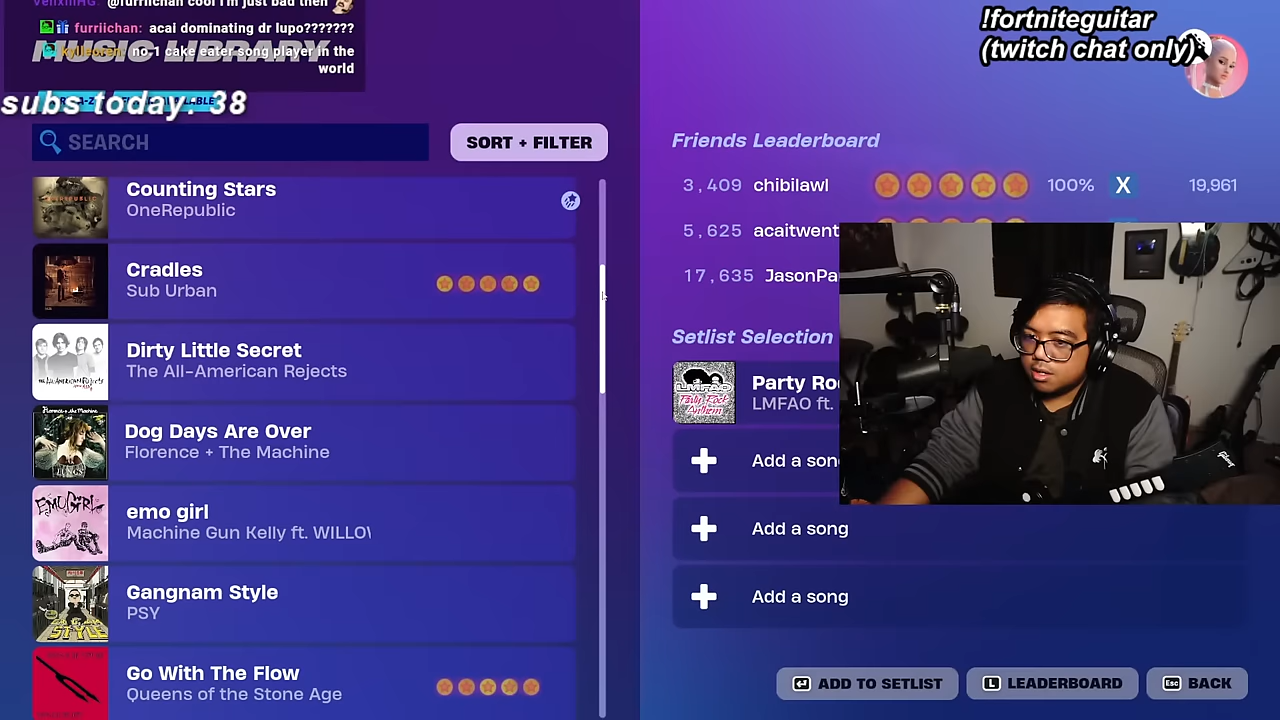 VenxiiHG: @furriichan cool i'm just bad then
furriichan: acai dominating dr lupo???????
kylleoren: no 1 cake eater song player in the
world
MUSIC LIBRARY
subs today: 38
SEARCH
SORT + FILTER
Counting Stars
OneRepublic
Cradles
Sub Urban
Dirty Little Secret
The All-American Rejects
Dog Days Are Over
Florence + The Machine
emo girl
Machine Gun Kelly ft. WILLOW
Gangnam Style
PSY
Go With The Flow
Queens of the Stone Age
!fortniteguitar
(twitch chat only)
Friends Leaderboard
3,409 chibilawl 100% X 19,961
5,625 acaitwent
17,635 JasonPa
Setlist Selection
Party Ro
LMFAO ft.
Add a son
Add a song
Add a song
ADD TO SETLIST
L LEADERBOARD
Esc BACK